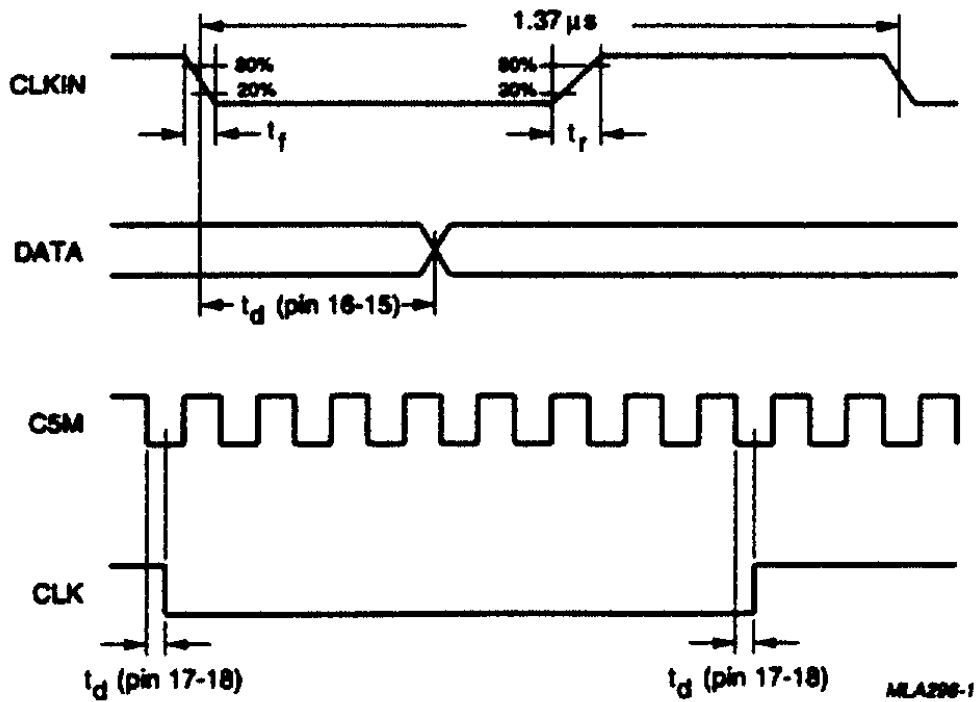 1.37 µs
CLKIN
80%
20%
80%
20%
t_f
t_r
DATA
t_d (pin 16-15)
C5M
CLK
t_d (pin 17-18)
t_d (pin 17-18)
MLA296-1